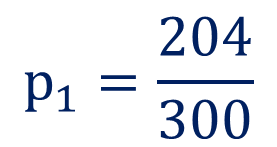 p₁ = 204/300